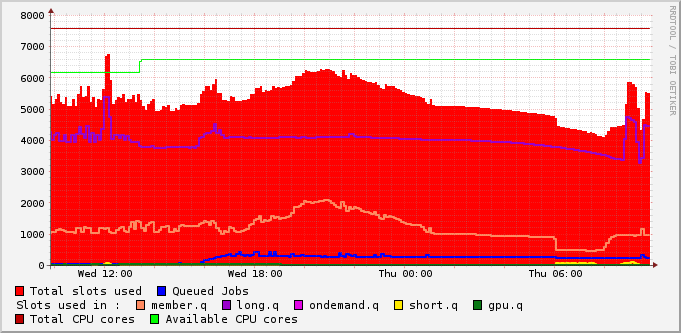 8000
7000
6000
5000
4000
3000
2000
1000
0
Wed 12:00 Wed 18:00 Thu 00:00 Thu 06:00
Total slots used Queued Jobs
Slots used in : member.q long.q ondemand.q short.q gpu.q
Total CPU cores Available CPU cores
RRDTOOL / TOBI OETIKER